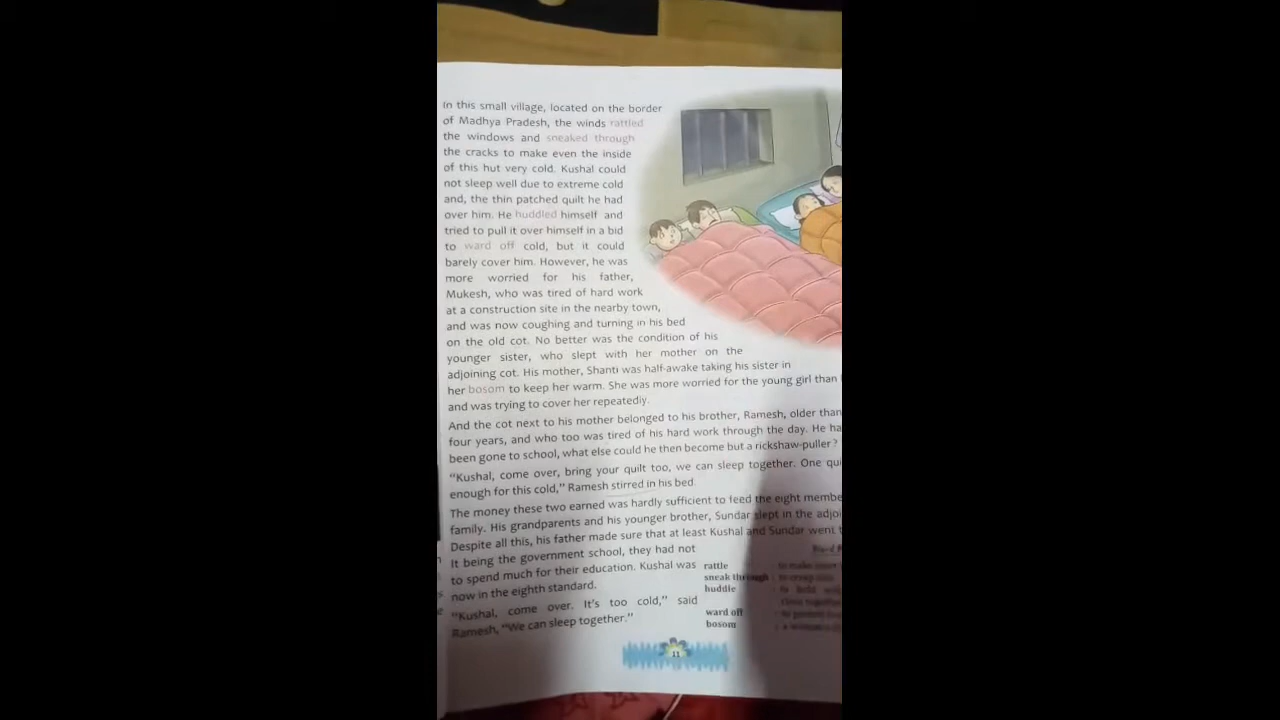 In this small village, located on the border
of Madhya Pradesh, the winds rattled
the windows and sneaked through
the cracks to make even the inside
of this hut very cold. Kushal could
not sleep well due to extreme cold
and, the thin patched quilt he had
over him. He huddled himself and
tried to pull it over himself in a bid
to ward off cold, but it could
barely cover him. However, he was
more worried for his father,
Mukesh, who was tired of hard work
at a construction site in the nearby town,
and was now coughing and turning in his bed
on the old cot. No better was the condition of his
younger sister, who slept with her mother on the
adjoining cot. His mother, Shanti was half-awake taking his sister in
her bosom to keep her warm. She was more worried for the young girl than
and was trying to cover her repeatedly.
And the cot next to his mother belonged to his brother, Ramesh, older than
four years, and who too was tired of his hard work through the day. He
been gone to school, what else could he then become but a rickshaw-puller?
"Kushal, come over, bring your quilt too, we can sleep together. One
enough for this cold," Ramesh stirred in his bed.
The money these two earned was hardly sufficient to feed the eight
family. His grandparents and his younger brother, Sundar slept in the
Despite all this, his father made sure that at least Kushal and Sundar went
It being the government school, they had not
to spend much for their education. Kushal was
now in the eighth standard.
"Kushal, come over. It's too cold," said
Ramesh, "We can sleep together."
rattle
sneak through
huddle
ward off
bosom
11